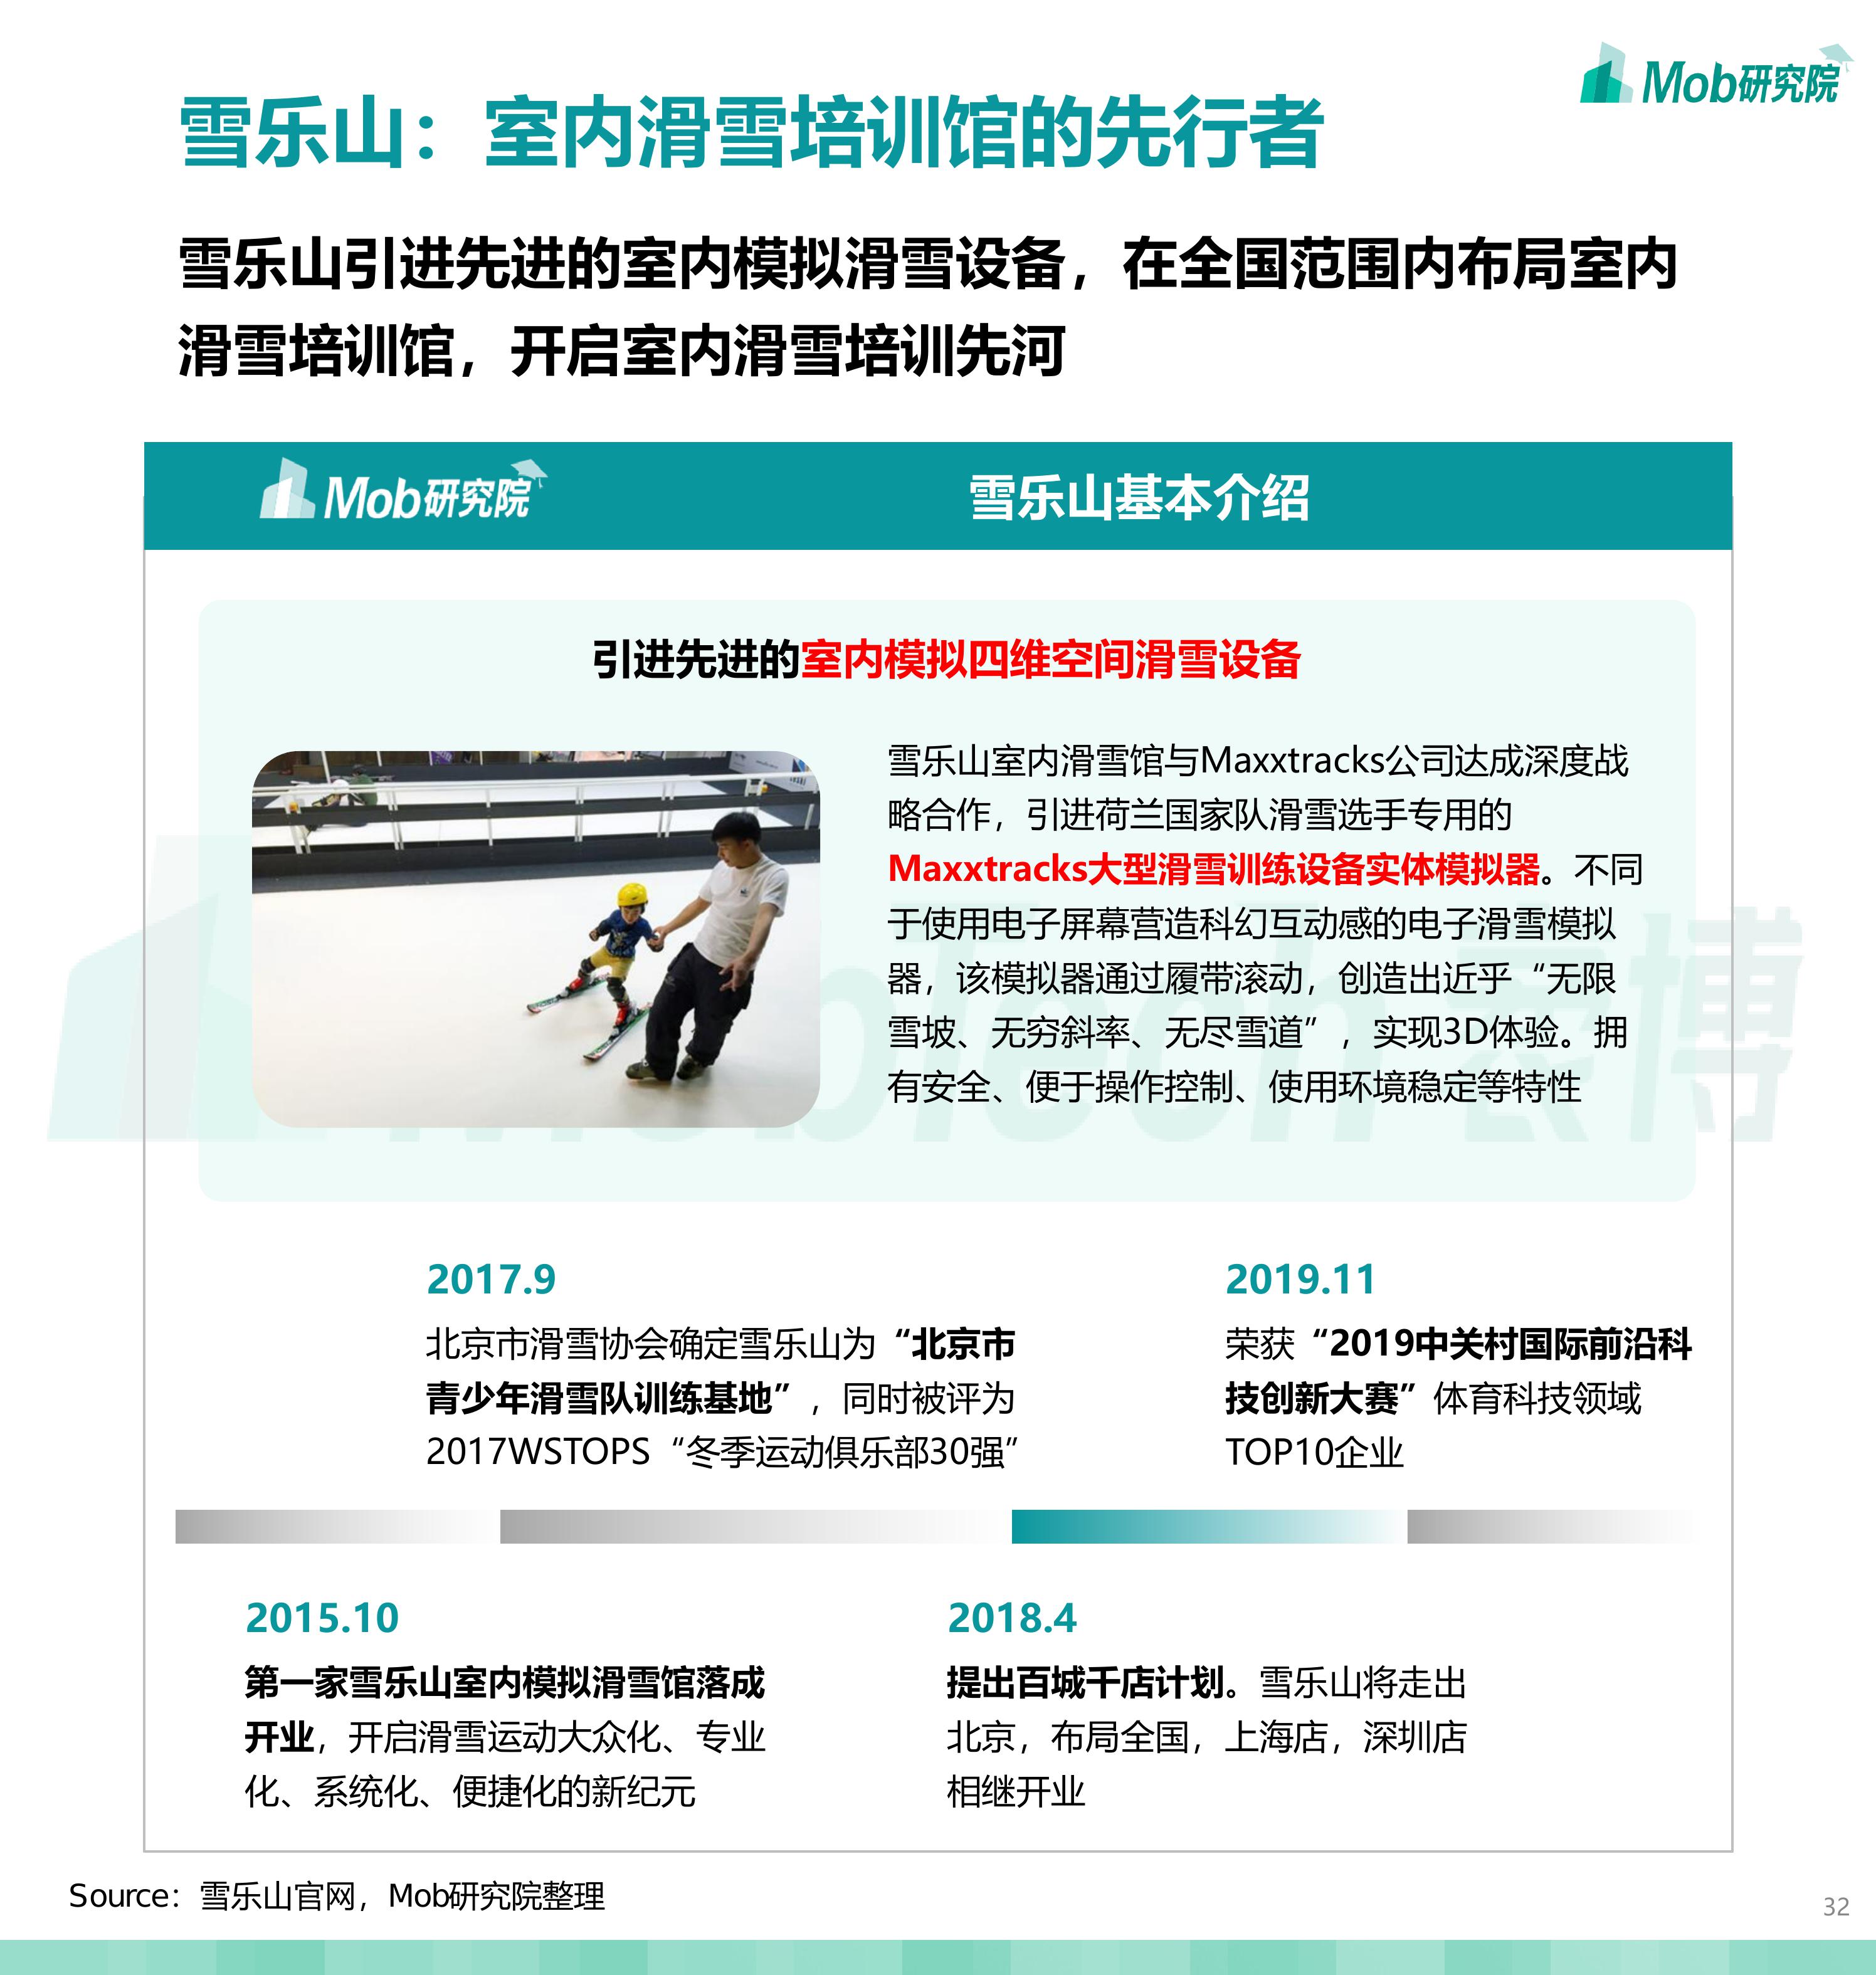 Mob研究院
雪乐山：室内滑雪培训馆的先行者
雪乐山引进先进的室内模拟滑雪设备，在全国范围内布局室内
滑雪培训馆，开启室内滑雪培训先河
Mob研究院
雪乐山基本介绍
引进先进的室内模拟四维空间滑雪设备
雪乐山室内滑雪馆与Maxxtracks公司达成深度战
略合作，引进荷兰国家队滑雪选手专用的
Maxxtracks大型滑雪训练设备实体模拟器。不同
于使用电子屏幕营造科幻互动感的电子滑雪模拟
器，该模拟器通过履带滚动，创造出近乎“无限
雪坡、无穷斜率、无尽雪道”，实现3D体验。拥
有安全、便于操作控制、使用环境稳定等特性
MobTech袤博
2017.9
北京市滑雪协会确定雪乐山为“北京市
青少年滑雪队训练基地”，同时被评为
2017WSTOPS“冬季运动俱乐部30强”
2019.11
荣获“2019中关村国际前沿科
技创新大赛”体育科技领域
TOP10企业
2015.10
第一家雪乐山室内模拟滑雪馆落成
开业，开启滑雪运动大众化、专业
化、系统化、便捷化的新纪元
2018.4
提出百城千店计划。雪乐山将走出
北京，布局全国，上海店，深圳店
相继开业
Source：雪乐山官网，Mob研究院整理
32